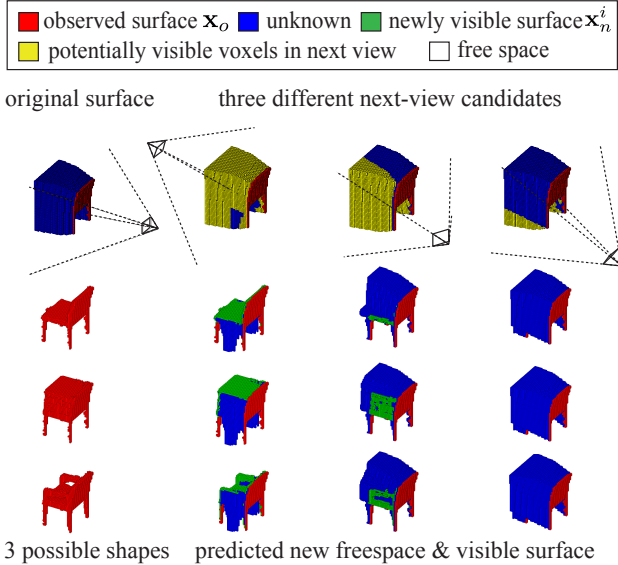 observed surface x_o unknown newly visible surface x_n^i
potentially visible voxels in next view free space
original surface three different next-view candidates
3 possible shapes predicted new freespace & visible surface